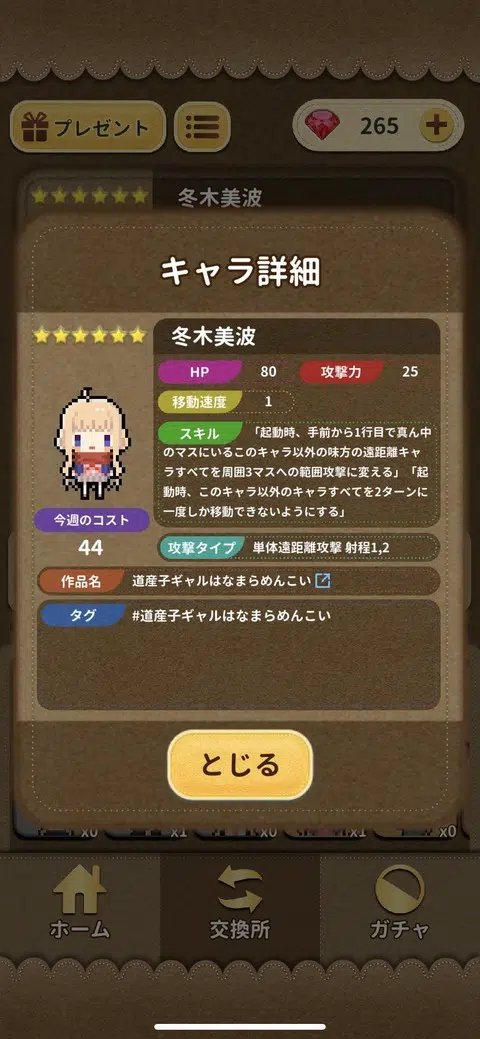 プレゼント
265
冬木美波
キャラ詳細
冬木美波
HP 80 攻撃力 25
移動速度 1
スキル 「起動時、手前から1行目で真ん中
のマスにいるこのキャラ以外の味方の遠距離キャ
ラすべてを周囲3マスへの範囲攻撃に変える」「起
動時、このキャラ以外のキャラすべてを2ターンに
一度しか移動できないようにする」
今週のコスト
44
攻撃タイプ 単体遠距離攻撃 射程1,2
作品名 道産子ギャルはなまらめんこい
タグ #道産子ギャルはなまらめんこい
とじる
x0 x1 x0 x1 x0
ホーム 交換所 ガチャ